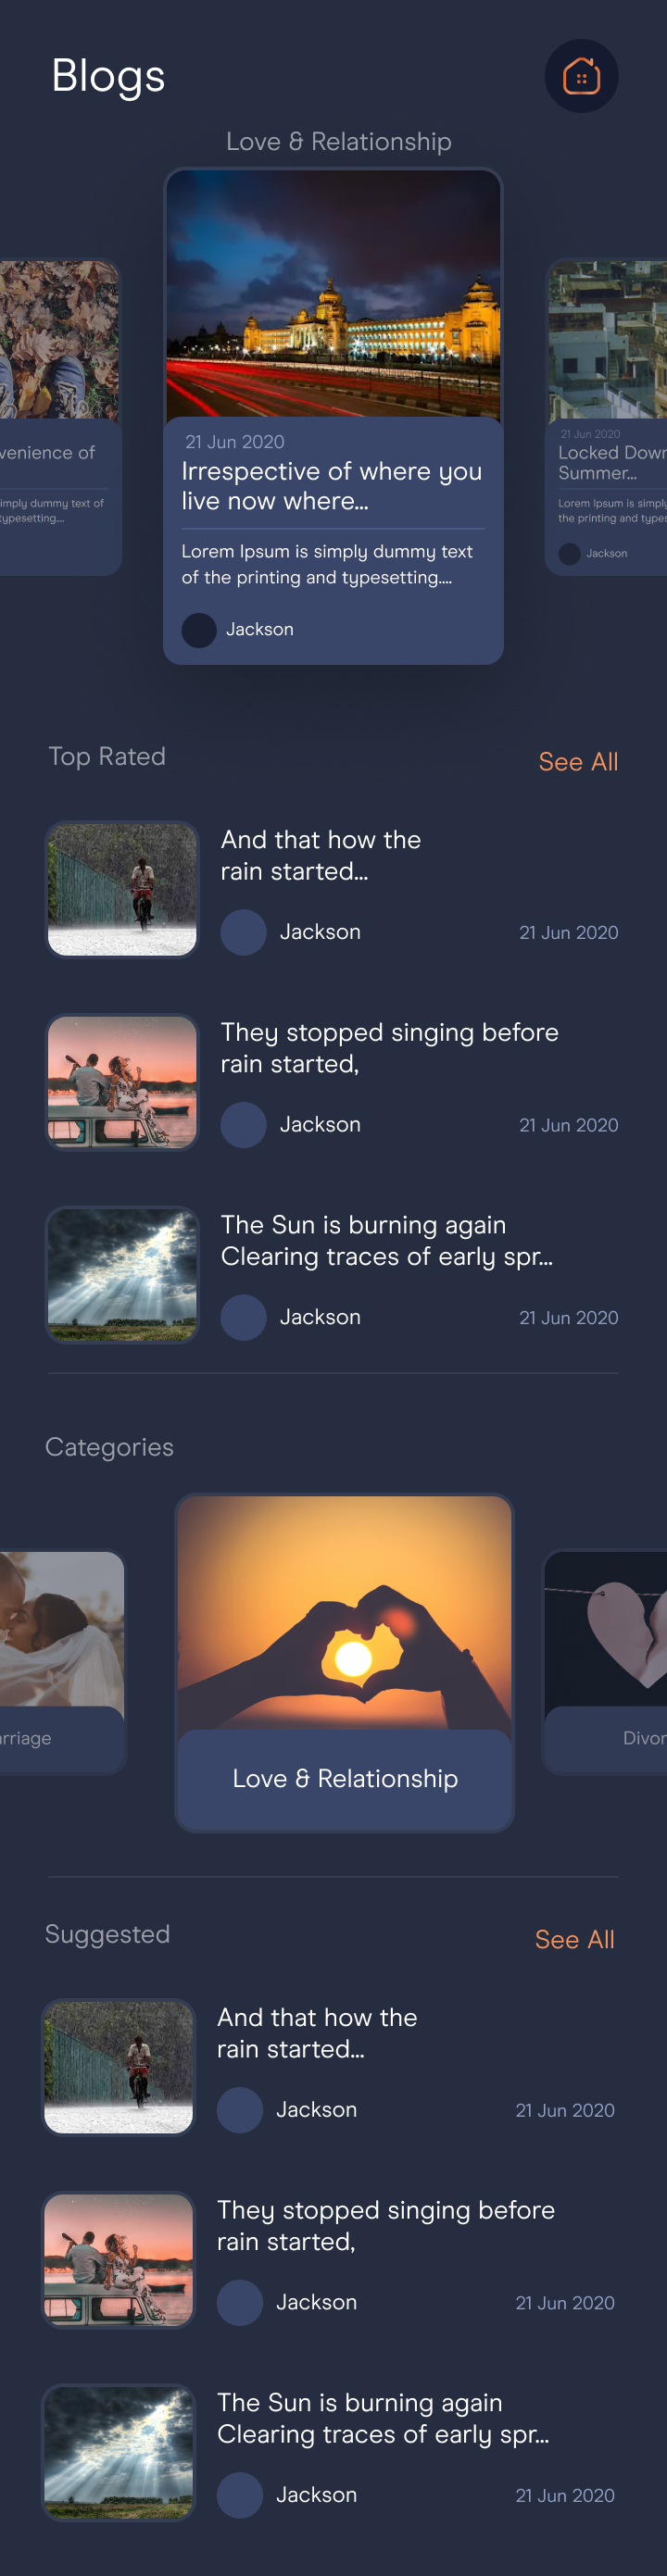 Blogs
Love & Relationship
venience of
imply dummy text of
typesetting....
21 Jun 2020
Irrespective of where you
live now where...
Lorem Ipsum is simply dummy text
of the printing and typesetting....
Jackson
21 Jun 2020
Locked Down
Summer...
Lorem Ipsum is simply
the printing and types
Jackson
Top Rated
See All
And that how the
rain started...
Jackson
21 Jun 2020
They stopped singing before
rain started,
Jackson
21 Jun 2020
The Sun is burning again
Clearing traces of early spr...
Jackson
21 Jun 2020
Categories
rriage
Love & Relationship
Divor
Suggested
See All
And that how the
rain started...
Jackson
21 Jun 2020
They stopped singing before
rain started,
Jackson
21 Jun 2020
The Sun is burning again
Clearing traces of early spr...
Jackson
21 Jun 2020